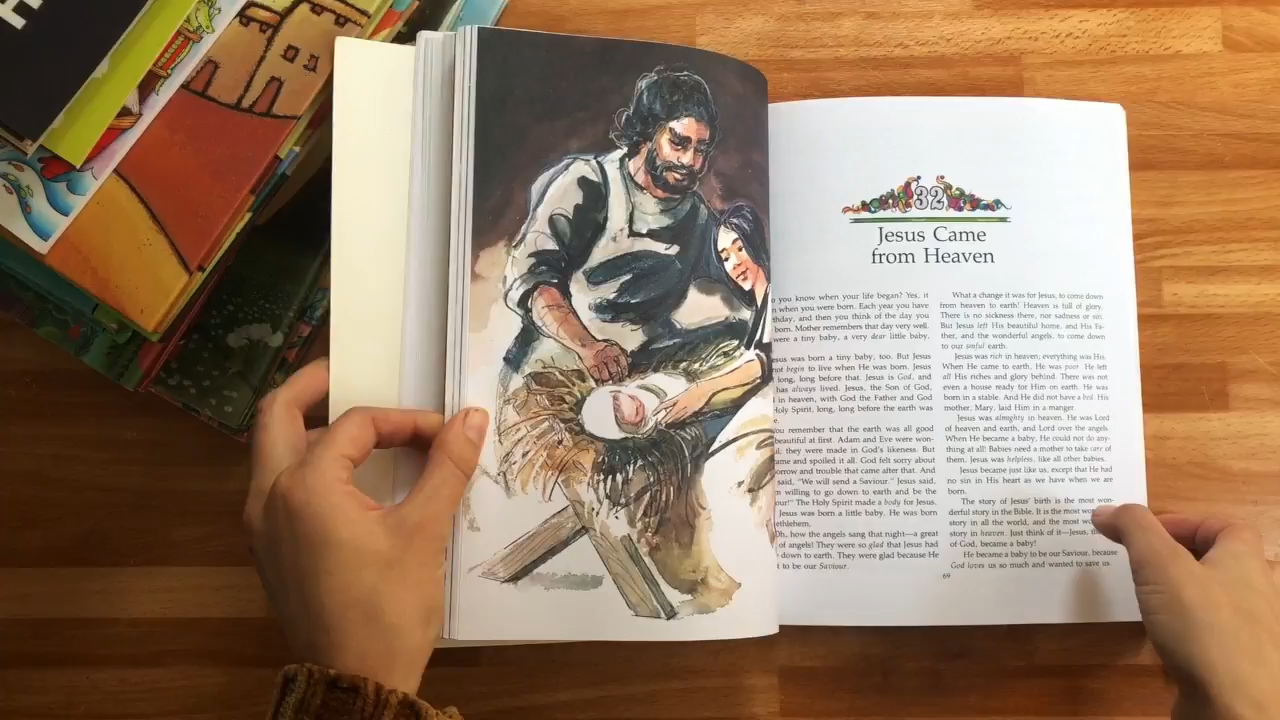 H
32
Jesus Came
from Heaven
you know when your life began? Yes, it
when you were born. Each year you have
and then you think of the day you
born. Mother remembers that day very well.
were a tiny baby, a very dear little baby.
was born a tiny baby, too. But Jesus
not begin to live when He was born. Jesus
long, long before that. Jesus is God, and
has always lived. Jesus, the Son of God,
in heaven, with God the Father and God
Holy Spirit, long, long before the earth was
remember that the earth was all good
beautiful at first. Adam and Eve were won-
they were made in God's likeness. But
and spoiled it all. God felt sorry about
and trouble that came after that. And
said, "We will send a Saviour." Jesus said,
willing to go down to earth and be the
The Holy Spirit made a body for Jesus.
Jesus was born a little baby. He was born
how the angels sang that night—a great
of angels! They were so glad that Jesus had
down to earth. They were glad because He
to be our Saviour.
What a change it was for Jesus, to come down
from heaven to earth! Heaven is full of glory.
There is no sickness there, nor sadness or sin.
But Jesus left His beautiful home, and His Fa-
ther, and the wonderful angels, to come down
to our sinful earth.
Jesus was rich in heaven; everything was His.
When He came to earth, He was poor. He left
all His riches and glory behind. There was not
even a house ready for Him on earth. He was
born in a stable. And He did not have a bed. His
mother, Mary, laid Him in a manger.
Jesus was almighty in heaven. He was Lord
of heaven and earth, and Lord over the angels.
When He became a baby, He could not do any-
thing at all! Babies need a mother to take care of
them. Jesus was helpless, like all other babies.
Jesus became just like us, except that He had
no sin in His heart as we have when we are
born.
The story of Jesus' birth is the most won-
derful story in the Bible. It is the most
story in all the world, and the most
story in heaven. Just think of it—Jesus,
of God, became a baby!
He became a baby to be our Saviour, because
God loves us so much and wanted to save us.
69